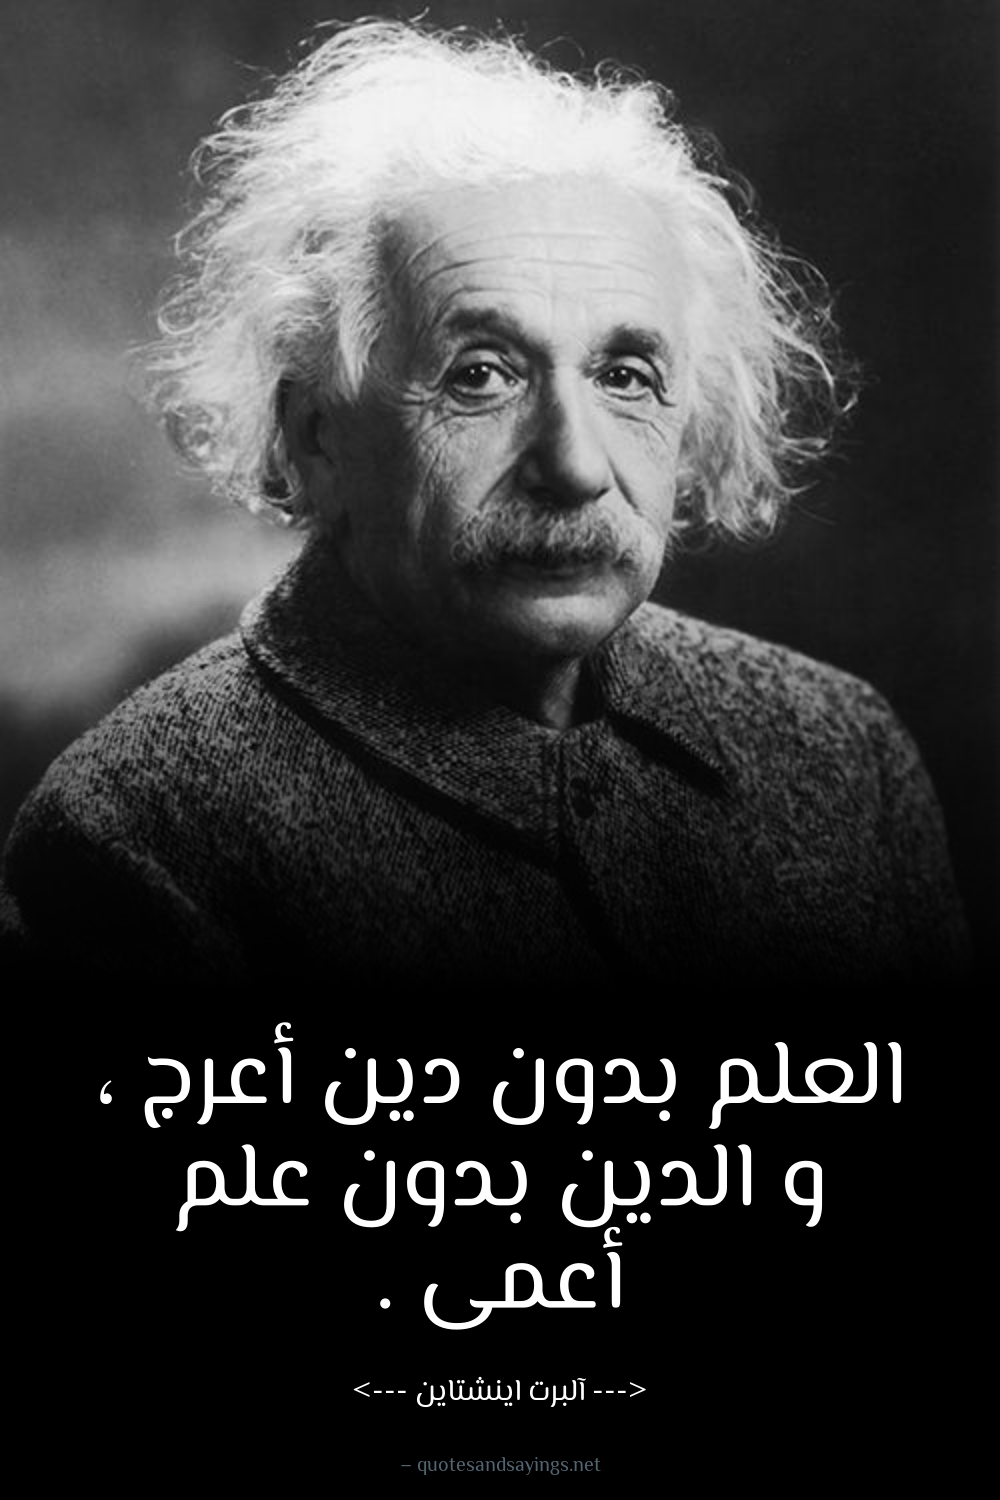 العلم بدون دين أعرج ،
و الدين بدون علم
أعمى .
<--- آلبرت اينشتاين --->
– quotesandsayings.net